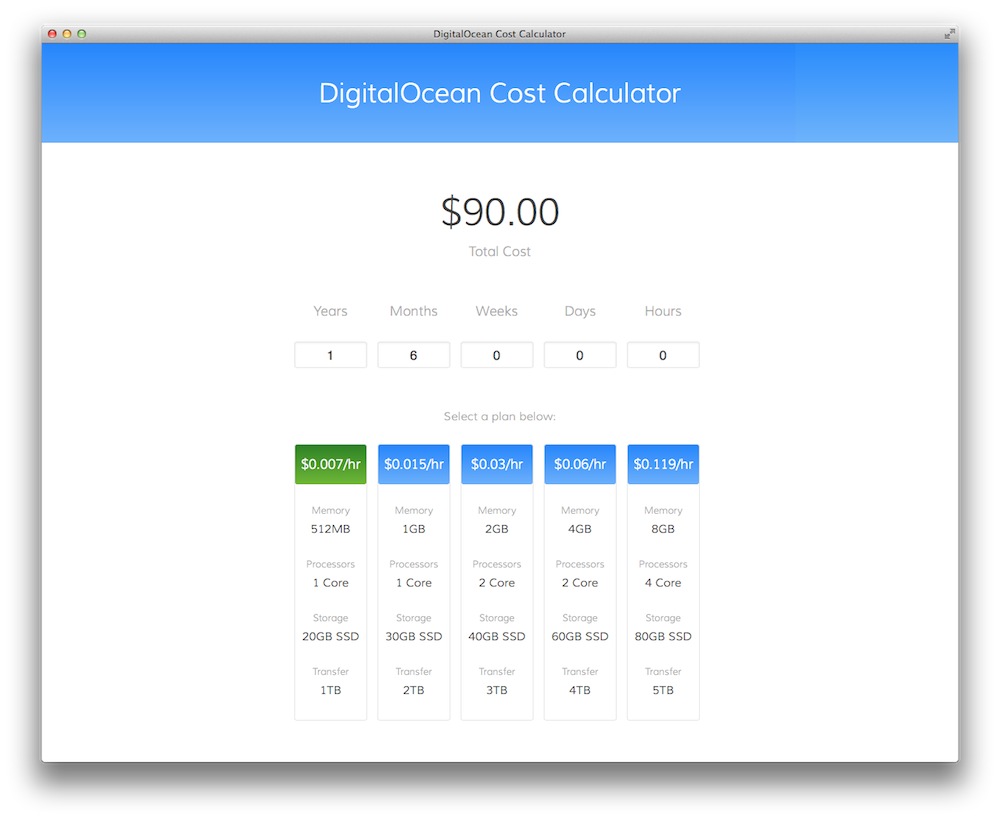 DigitalOcean Cost Calculator
DigitalOcean Cost Calculator
$90.00
Total Cost
Years Months Weeks Days Hours
1 6 0 0 0
Select a plan below:
$0.007/hr $0.015/hr $0.03/hr $0.06/hr $0.119/hr
Memory Memory Memory Memory Memory
512MB 1GB 2GB 4GB 8GB
Processors Processors Processors Processors Processors
1 Core 1 Core 2 Core 2 Core 4 Core
Storage Storage Storage Storage Storage
20GB SSD 30GB SSD 40GB SSD 60GB SSD 80GB SSD
Transfer Transfer Transfer Transfer Transfer
1TB 2TB 3TB 4TB 5TB